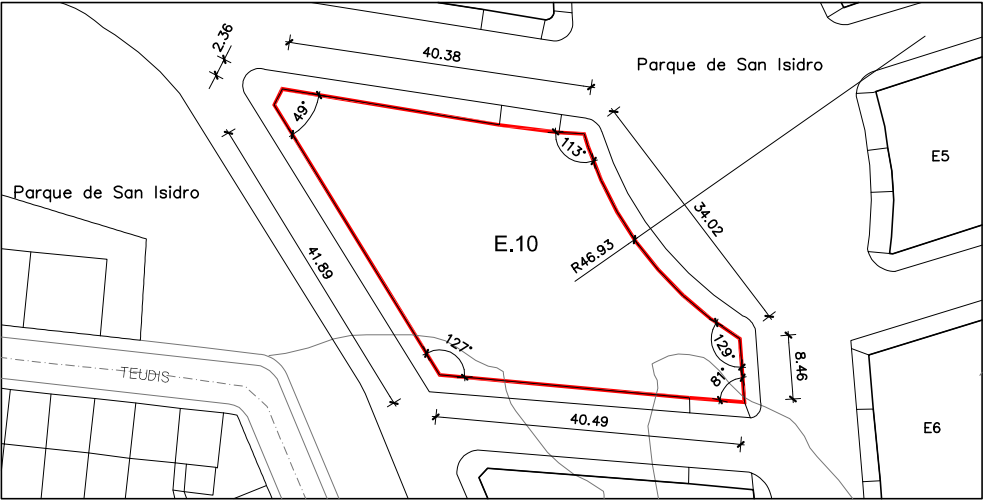 2.36
40.38
Parque de San Isidro
49°
113°
E5
Parque de San Isidro
34.02
E.10
R46.93
41.89
127°
129°
8.46
TEUDIS
81°
40.49
E6